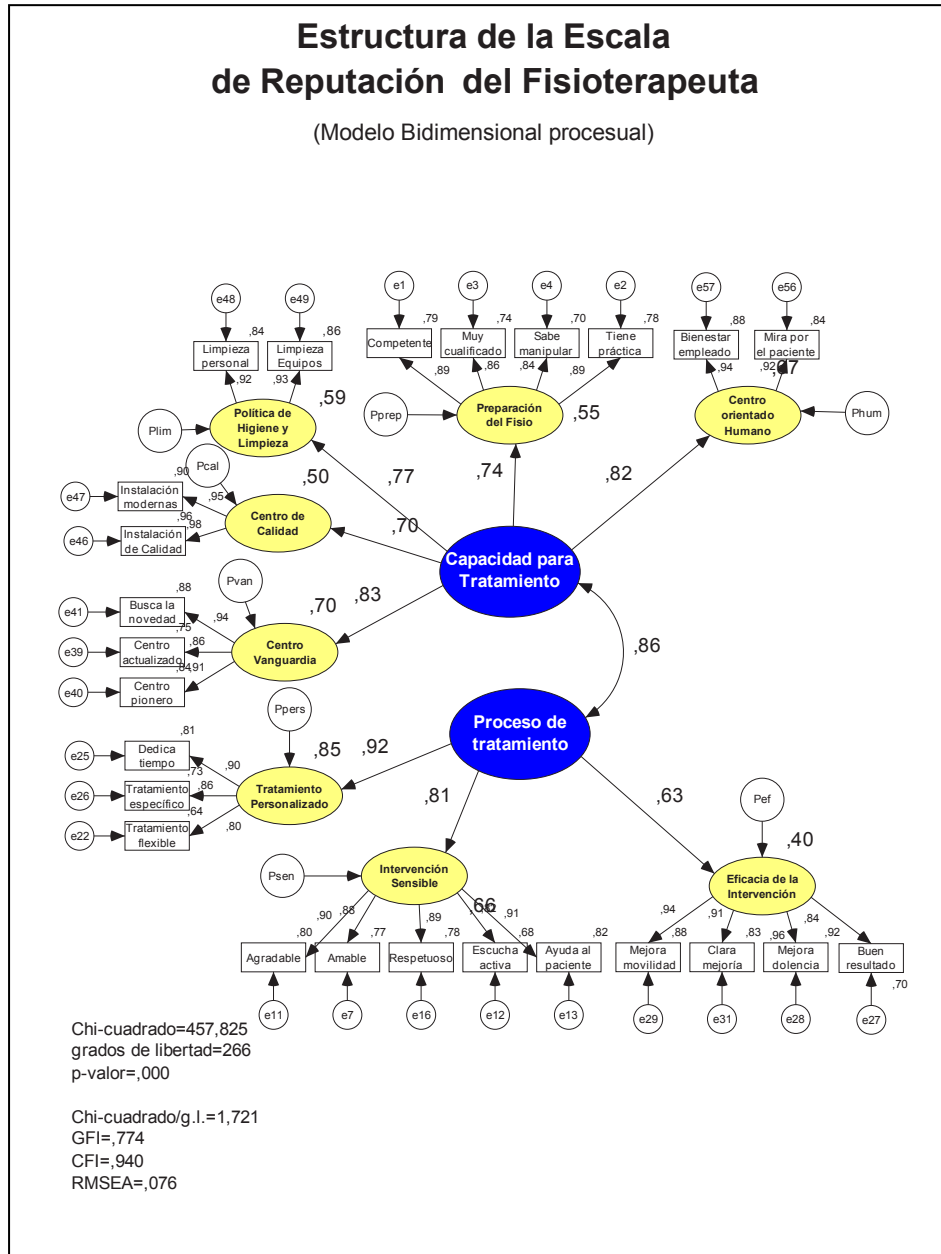 Estructura de la Escala
de Reputación del Fisioterapeuta
(Modelo Bidimensional procesual)
e48
e49
e1
e3
e4
e2
e57
e56
,84
,86
,79
,74
,70
,78
,88
,84
Limpieza
personal
Limpieza
Equipos
Competente
Muy
cualificado
Sabe
manipular
Tiene
práctica
Bienestar
empleado
Mira por
el paciente
,92
,93
,89
,86
,84
,89
,94
,92
,67
Plim
Política de
Higiene y
Limpieza
,59
Pprep
Preparación
del Fisio
,55
Centro
orientado
Humano
Phum
Pcal
,50
,77
,74
,82
e47
Instalación
modernas
,90
,95
e46
Instalación
de Calidad
,96
,98
Centro de
Calidad
,70
Capacidad para
Tratamiento
Pvan
,70
,83
e41
Busca la
novedad
,88
,94
e39
Centro
actualizado
,75
,86
e40
Centro
pionero
,84
,91
Centro
Vanguardia
,86
Ppers
Proceso de
tratamiento
,85
,92
e25
Dedica
tiempo
,81
,90
e26
Tratamiento
específico
,73
,86
e22
Tratamiento
flexible
,64
,80
Tratamiento
Personalizado
,81
,63
Pef
,40
Psen
Intervención
Sensible
,66
Eficacia de la
Intervención
,90
,88
,89
,91
,94
,91
,96
,84
,92
,80
,77
,78
,68
,82
,88
,83
,70
Agradable
Amable
Respetuoso
Escucha
activa
Ayuda al
paciente
Mejora
movilidad
Clara
mejoría
Mejora
dolencia
Buen
resultado
e11
e7
e16
e12
e13
e29
e31
e28
e27
Chi-cuadrado=457,825
grados de libertad=266
p-valor=,000
Chi-cuadrado/g.l.=1,721
GFI=,774
CFI=,940
RMSEA=,076